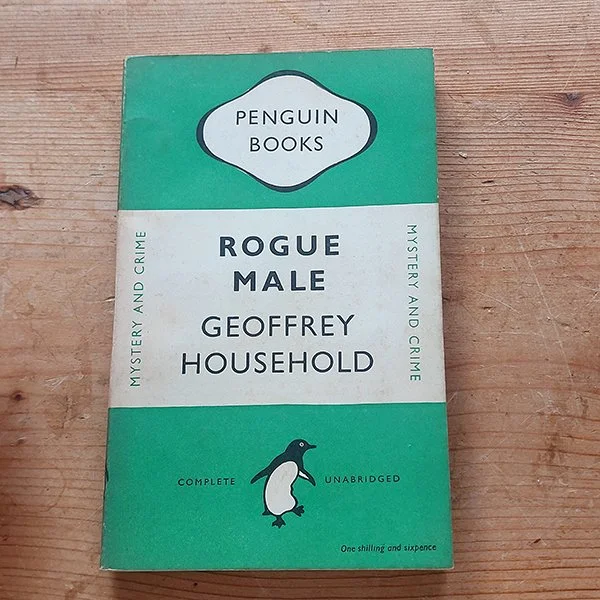 PENGUIN
BOOKS
MYSTERY AND CRIME
ROGUE
MALE
GEOFFREY
HOUSEHOLD
MYSTERY AND CRIME
COMPLETE UNABRIDGED
One shilling and sixpence